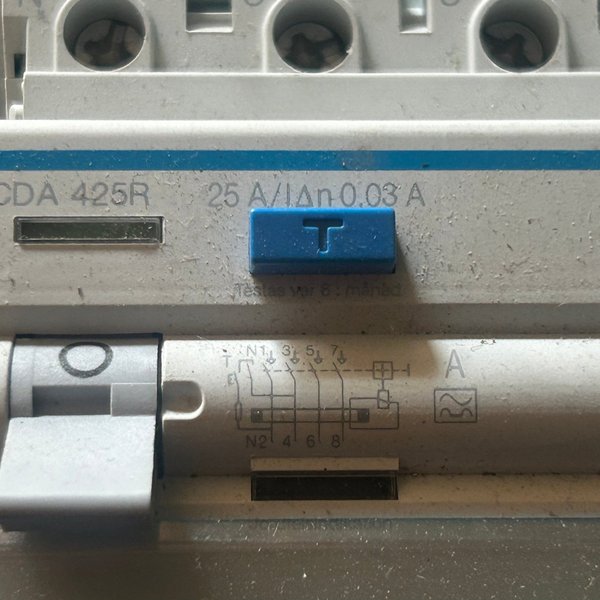 CDA 425R 25 A/IΔn 0.03 A
T
Testas var 6 : månad
O
T N1 3 5 7
E
A
N2 4 6 8